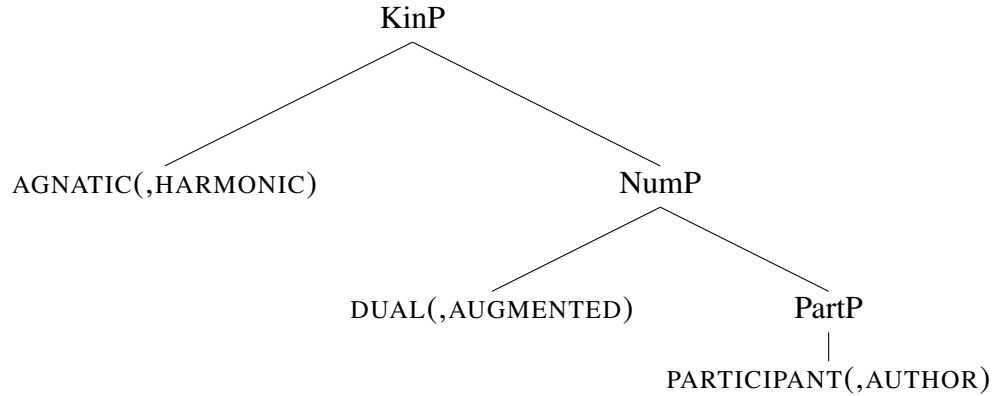 KinP
AGNATIC(,HARMONIC)
NumP
DUAL(,AUGMENTED)
PartP
PARTICIPANT(,AUTHOR)